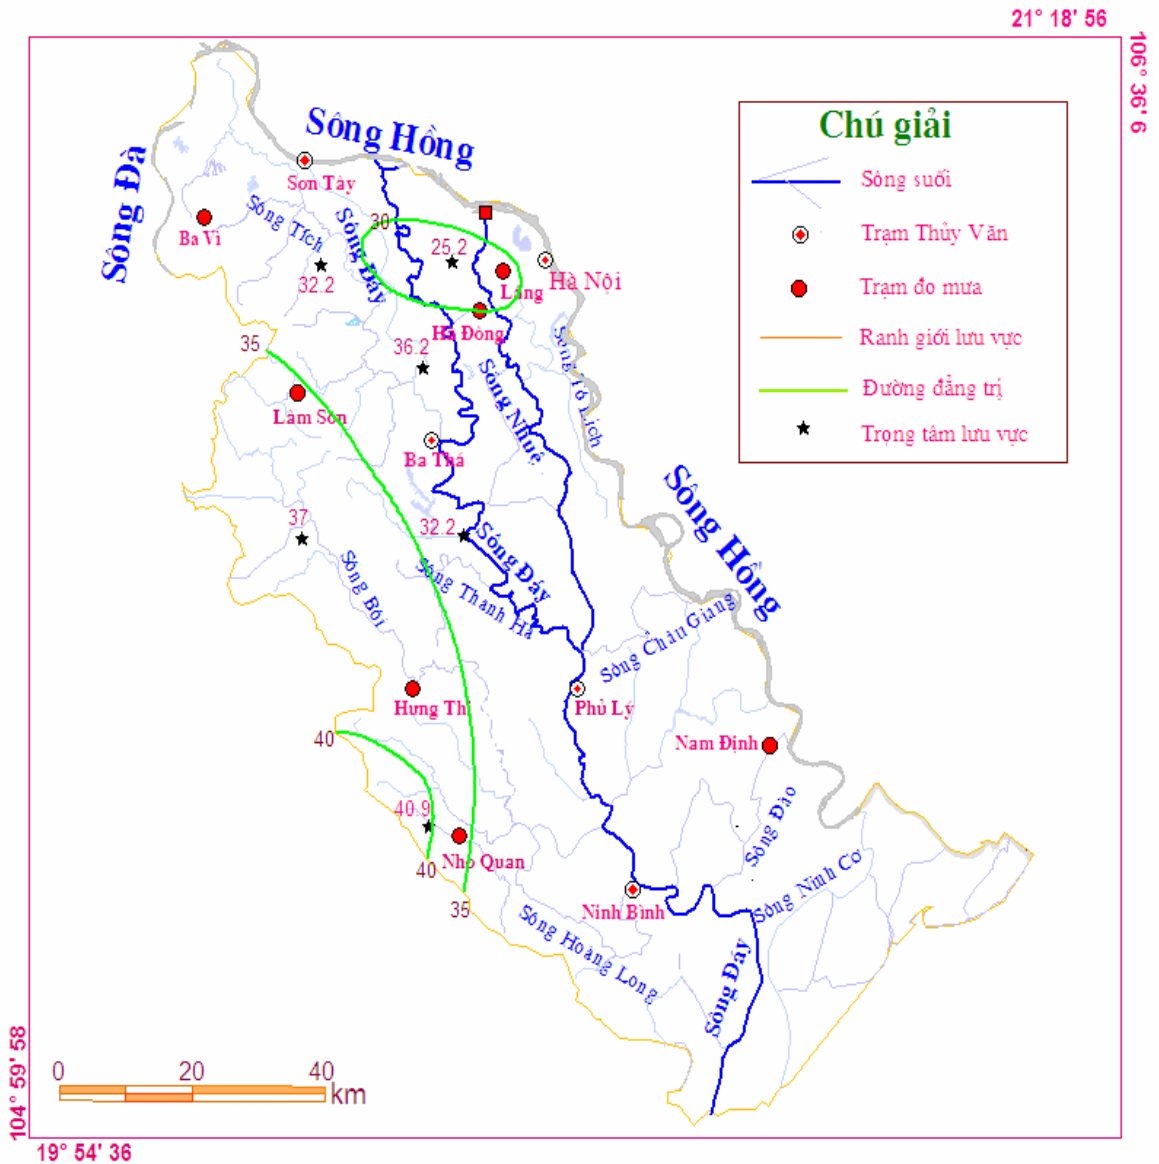 21° 18' 56
106° 36' 6
Chú giải
Sông suối
Trạm Thủy Văn
Trạm đo mưa
Ranh giới lưu vực
Đường đẳng trị
Trọng tâm lưu vực
Sông Hồng
Sông Đà
Sơn Tây
Ba Vì
Sông Tích
32.2
Sông Đáy
30
25.2
Láng
Hà Nội
Hà Đông
36.2
Sông Nhuệ
Sông Tô Lịch
35
Lâm Sơn
Ba Thá
37
32.2
Sông Đáy
Sông Hồng
Sông Bôi
Sông Thanh Hà
Sông Châu Giang
Hưng Thi
Phủ Lý
Nam Định
40
40.9
Nho Quan
40
35
Sông Đào
Sông Ninh Cơ
Ninh Bình
Sông Hoàng Long
Sông Đáy
0 20 40
km
104° 59' 58
19° 54' 36